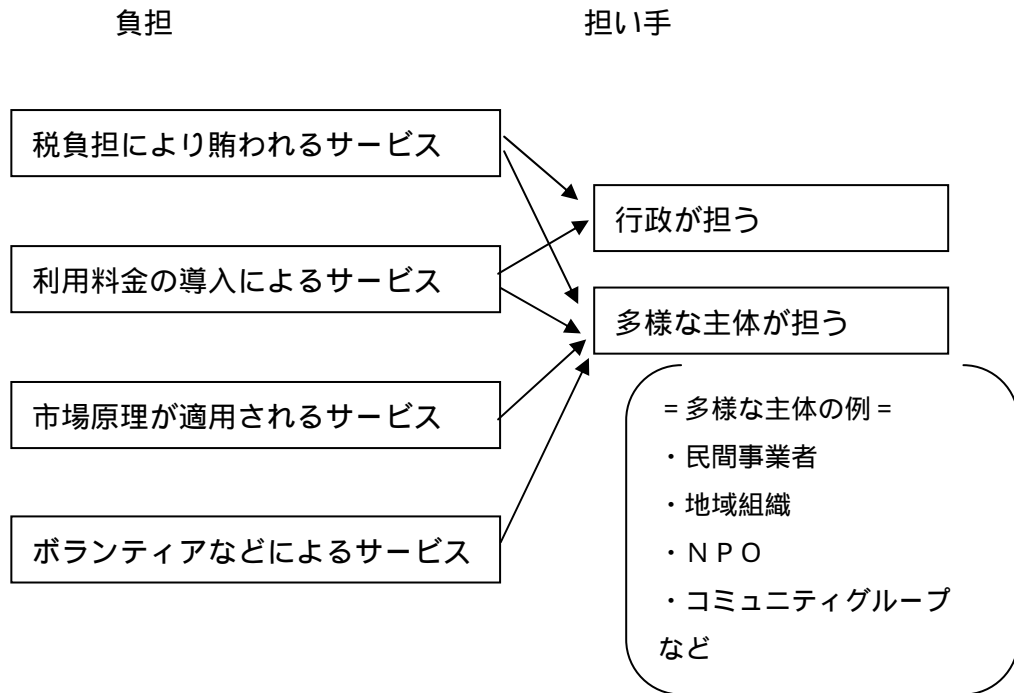 負担
担い手
税負担により賄われるサービス
行政が担う
利用料金の導入によるサービス
多様な主体が担う
市場原理が適用されるサービス
ボランティアなどによるサービス
=多様な主体の例=
・民間事業者
・地域組織
・ＮＰＯ
・コミュニティグループ
など